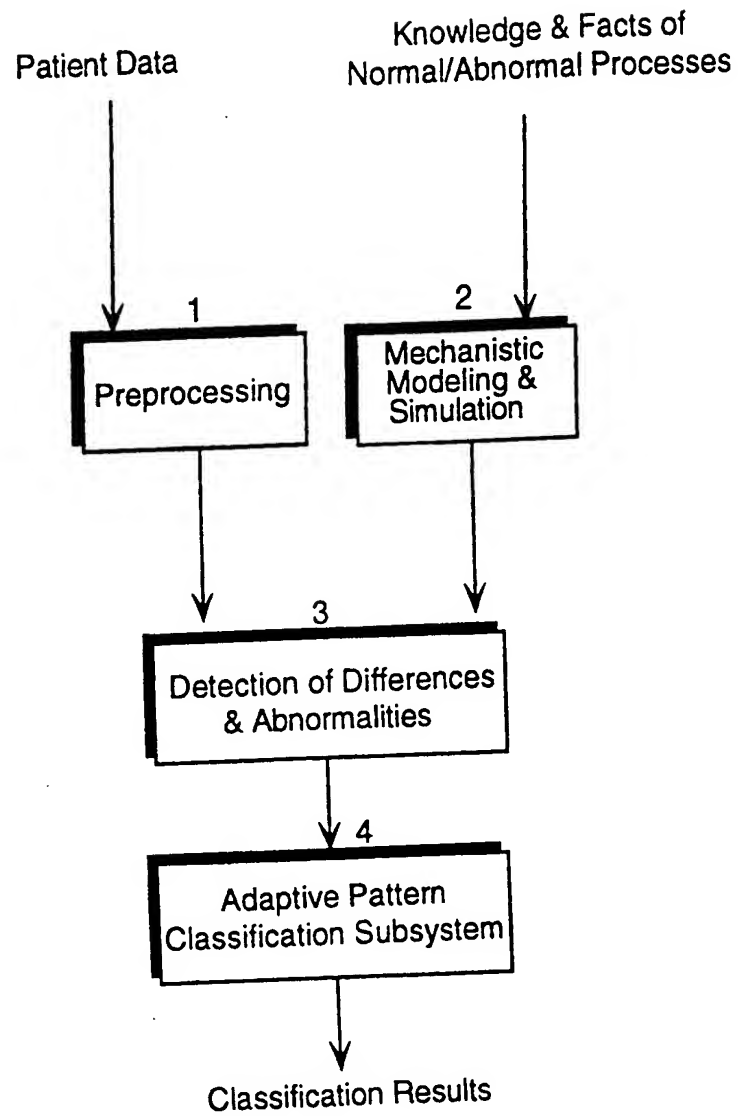 Patient Data
Knowledge & Facts of
Normal/Abnormal Processes
1
Preprocessing
2
Mechanistic
Modeling &
Simulation
3
Detection of Differences
& Abnormalities
4
Adaptive Pattern
Classification Subsystem
Classification Results